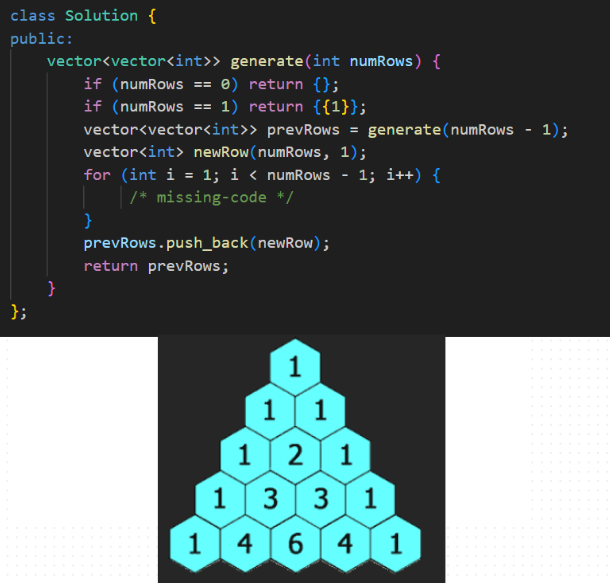 class Solution {
public:
    vector<vector<int>> generate(int numRows) {
        if (numRows == 0) return {};
        if (numRows == 1) return {{1}};
        vector<vector<int>> prevRows = generate(numRows - 1);
        vector<int> newRow(numRows, 1);
        for (int i = 1; i < numRows - 1; i++) {
            /* missing-code */
        }
        prevRows.push_back(newRow);
        return prevRows;
    }
};
1
1 1
1 2 1
1 3 3 1
1 4 6 4 1